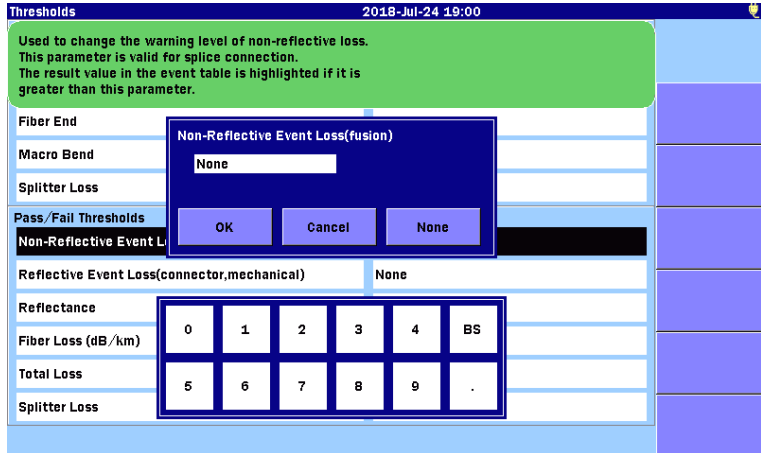 Thresholds 2018-Jul-24 19:00
Used to change the warning level of non-reflective loss.
This parameter is valid for splice connection.
The result value in the event table is highlighted if it is
greater than this parameter.
Fiber End
Macro Bend
Splitter Loss
Non-Reflective Event Loss(fusion)
None
OK Cancel None
Pass/Fail Thresholds
Non-Reflective Event L
Reflective Event Loss(connector,mechanical) None
Reflectance
Fiber Loss (dB/km)
Total Loss
Splitter Loss
0 1 2 3 4 BS
5 6 7 8 9 .